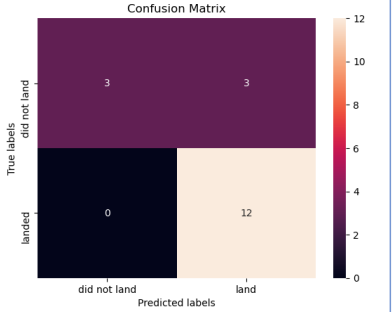 Confusion Matrix
True labels
did not land
landed
3 3
0 12
did not land land
Predicted labels
12
10
8
6
4
2
0